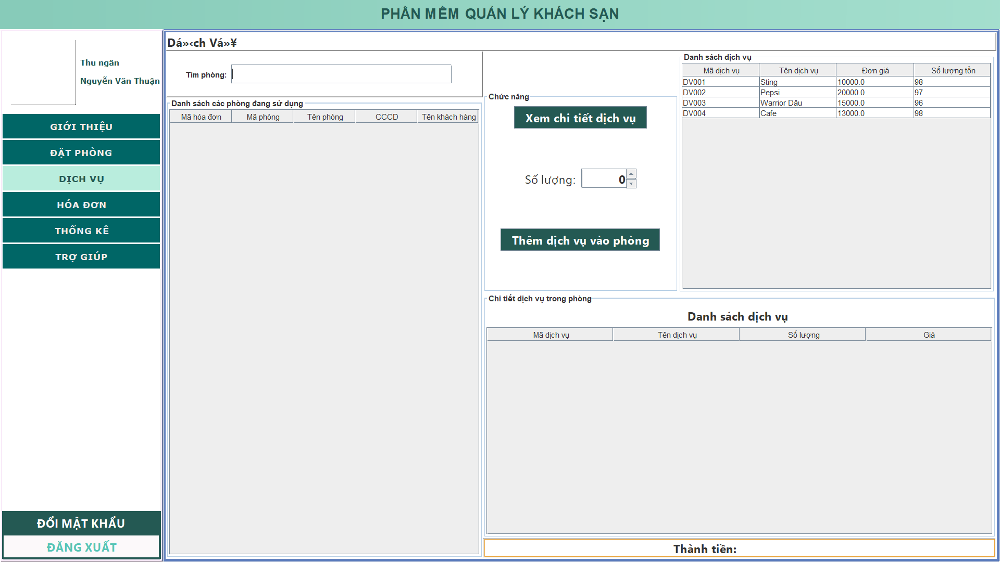 PHẦN MỀM QUẢN LÝ KHÁCH SẠN
Thu ngân
Nguyễn Văn Thuận
GIỚI THIỆU
ĐẶT PHÒNG
DỊCH VỤ
HÓA ĐƠN
THỐNG KÊ
TRỢ GIÚP
ĐỔI MẬT KHẨU
ĐĂNG XUẤT
Dá»‹ch Vá»¥
Tìm phòng:
Danh sách các phòng đang sử dụng
Mã hóa đơn Mã phòng Tên phòng CCCD Tên khách hàng
Chức năng
Xem chi tiết dịch vụ
Số lượng: 0
Thêm dịch vụ vào phòng
Danh sách dịch vụ
Mã dịch vụ Tên dịch vụ Đơn giá Số lượng tồn
DV001 Sting 10000.0 98
DV002 Pepsi 20000.0 97
DV003 Warrior Dâu 15000.0 96
DV004 Cafe 13000.0 98
Chi tiết dịch vụ trong phòng
Danh sách dịch vụ
Mã dịch vụ Tên dịch vụ Số lượng Giá
Thành tiền: